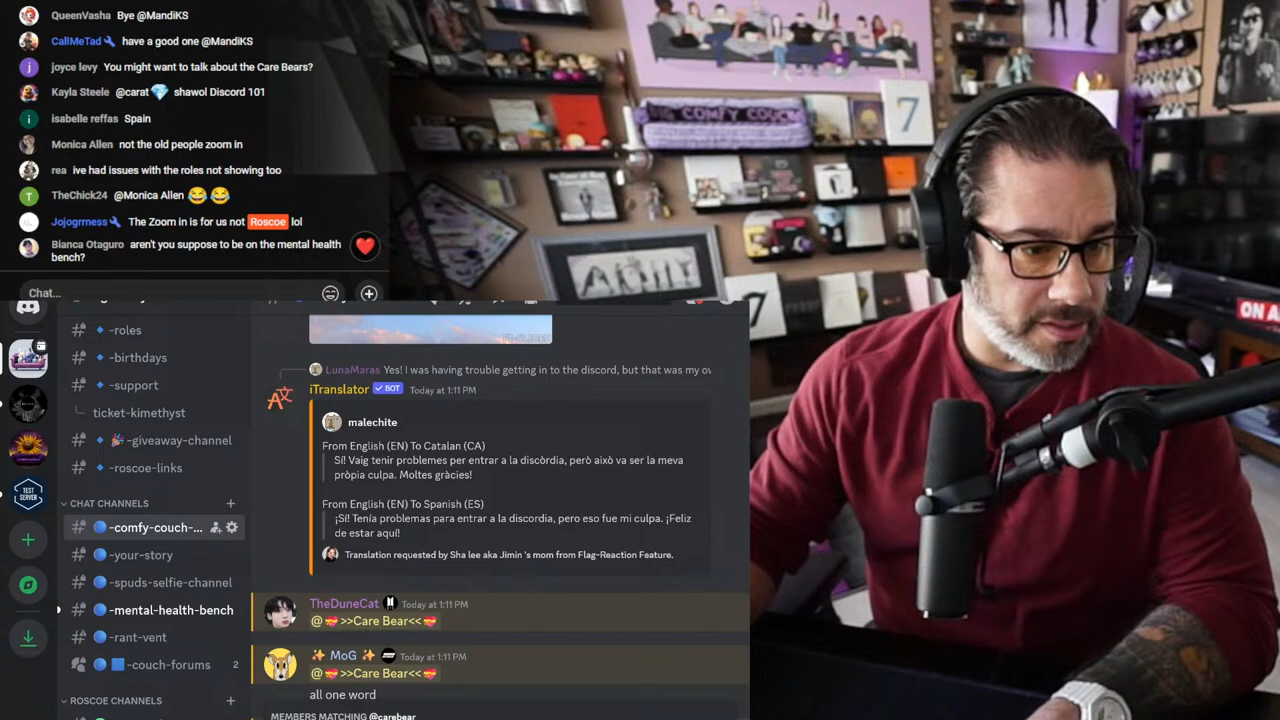 QueenVasha Bye @MandiKS
CallMeTad have a good one @MandiKS
joyce levy You might want to talk about the Care Bears?
Kayla Steele @carat💎 shawol Discord 101
isabelle reffas Spain
Monica Allen not the old people zoom in
rea ive had issues with the roles not showing too
TheChick24 @Monica Allen 😂😂
Jojogrrness The Zoom in is for us not Roscoe lol
Bianca Otaguro aren't you suppose to be on the mental health
bench?
Chat...
-roles
-birthdays
-support
ticket-kimethyst
-giveaway-channel
-roscoe-links
CHAT CHANNELS
-comfy-couch-...
-your-story
-spuds-selfie-channel
-mental-health-bench
-rant-vent
-couch-forums 2
ROSCOE CHANNELS
TEST
SERVER
LunaMaras Yes! I was having trouble getting in to the discord, but that was my ov
iTranslator BOT Today at 1:11 PM
malechite
From English (EN) To Catalan (CA)
Sí! Vaig tenir problemes per entrar a la discòrdia, però això va ser la meva
pròpia culpa. Moltes gràcies!
From English (EN) To Spanish (ES)
¡Sí! Tenía problemas para entrar a la discordia, pero eso fue mi culpa. ¡Feliz
de estar aquí!
Translation requested by Sha lee aka Jimin 's mom from Flag-Reaction Feature.
TheDuneCat Today at 1:11 PM
@💝>>Care Bear<<💝
✨ MoG ✨ Today at 1:11 PM
@💝>>Care Bear<<💝
all one word
MEMBERS MATCHING @carebear
BIG COMFY COUCH
7
ARMY
7
ON A